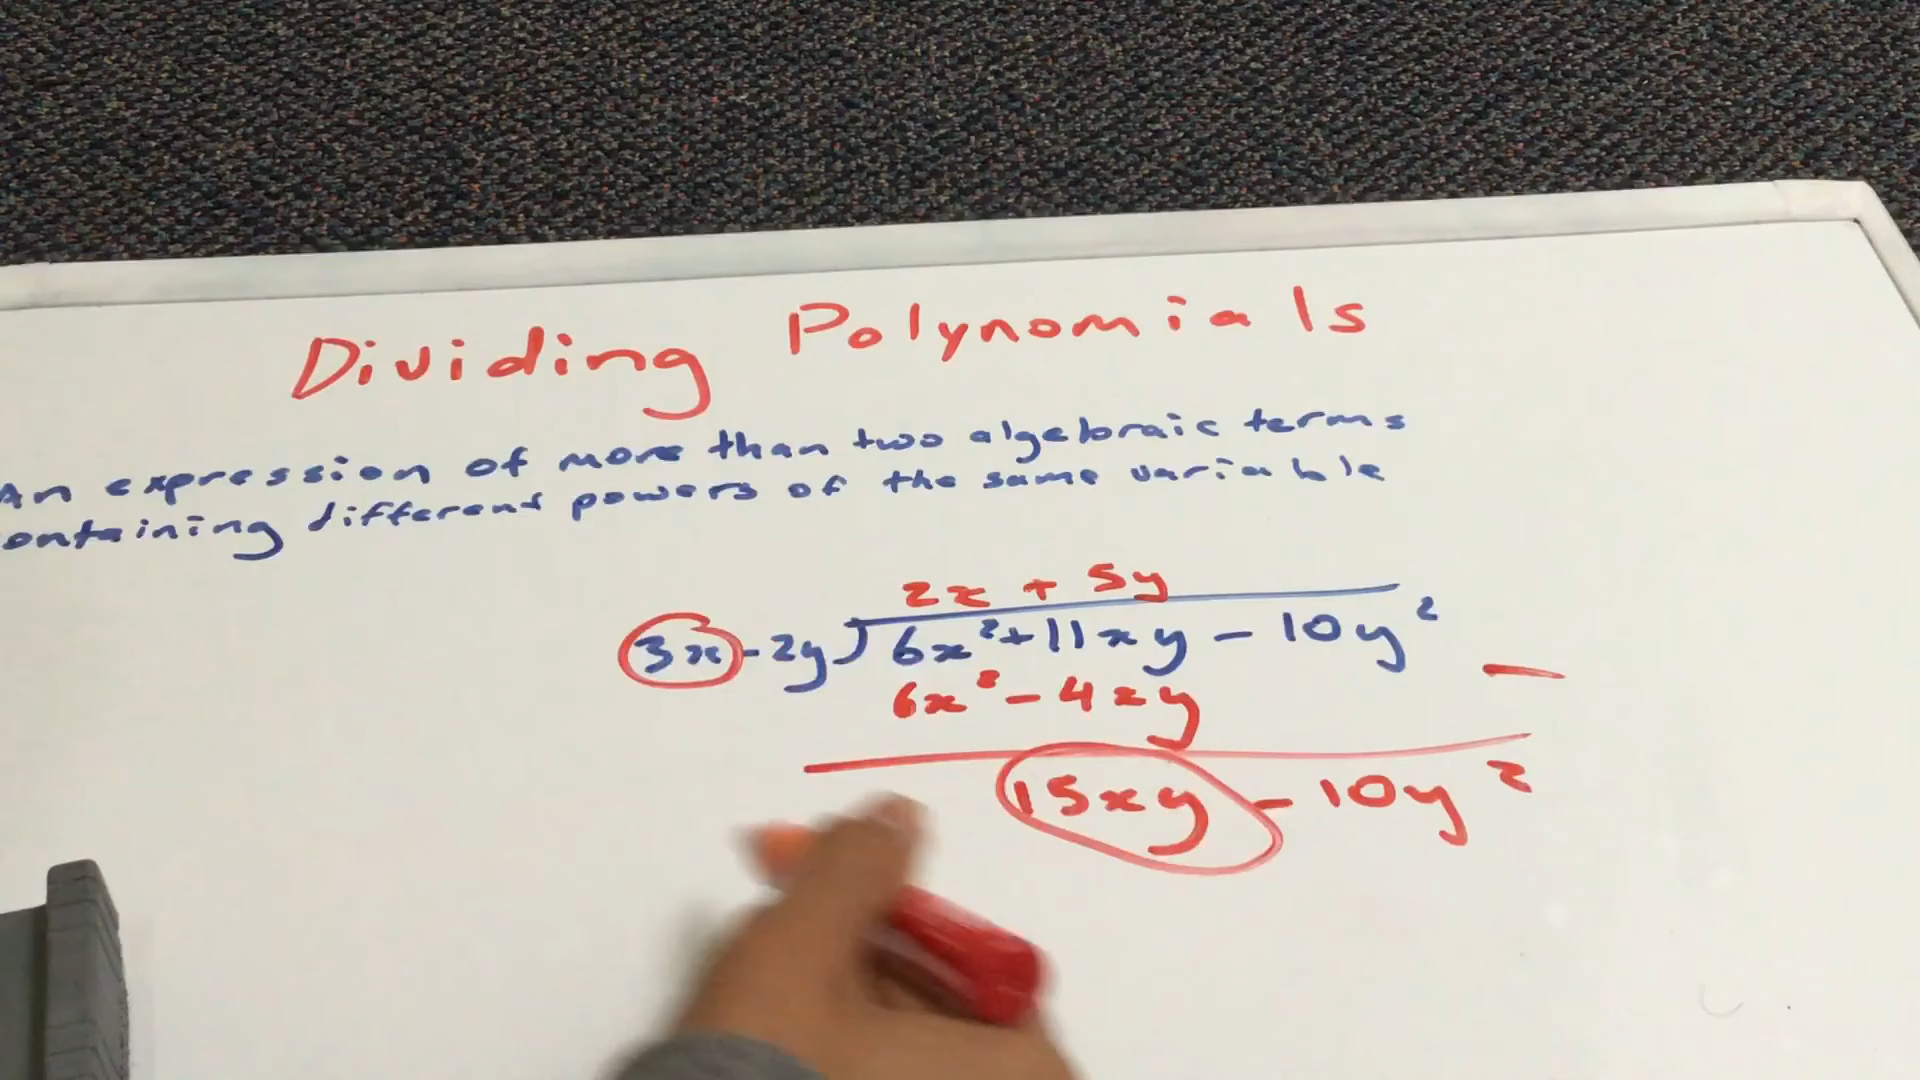 Dividing Polynomials
An expression of more than two algebraic terms
ontaining different powers of the same variable
2x + 5y
3x - 2y) 6x² + 11xy - 10y²
6x² - 4xy -
15xy - 10y²